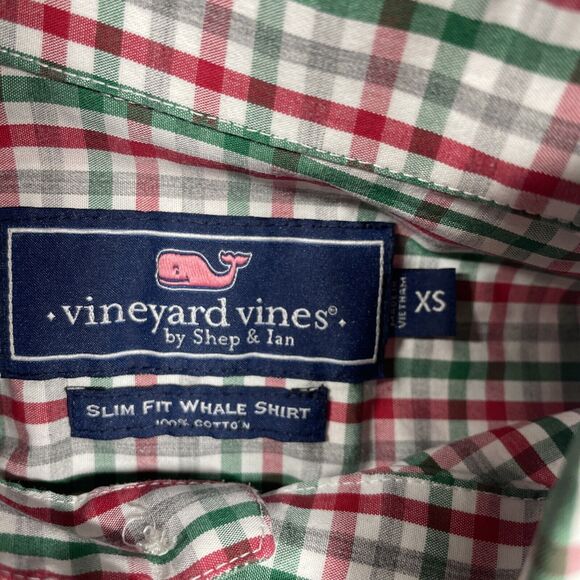 vineyard vines®
by Shep & Ian
XS
VIETNAM
SLIM FIT WHALE SHIRT
100% COTTON